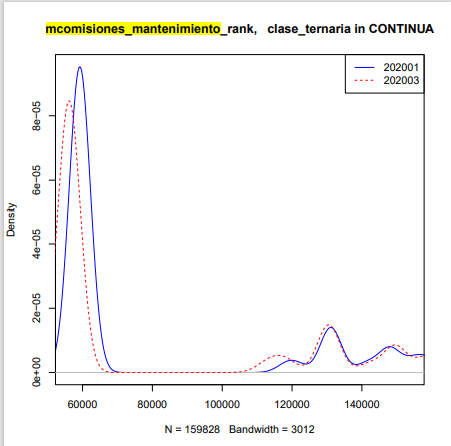 mcomisiones_mantenimiento_rank, clase_ternaria in CONTINUA
202001
202003
Density
8e-05
6e-05
4e-05
2e-05
0e+00
60000 80000 100000 120000 140000
N = 159828 Bandwidth = 3012